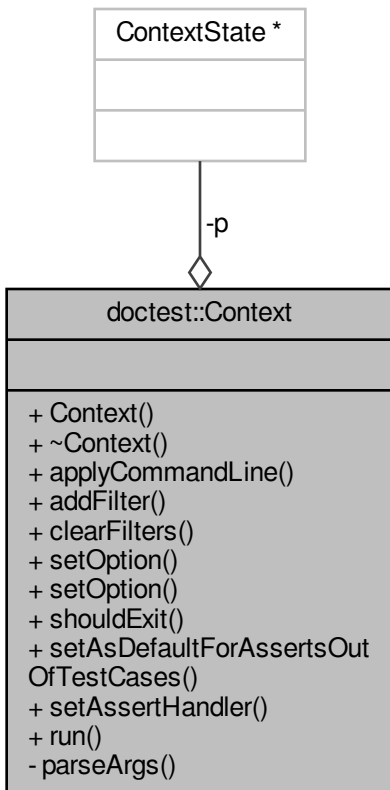 ContextState *
-p
doctest::Context
+ Context()
+ ~Context()
+ applyCommandLine()
+ addFilter()
+ clearFilters()
+ setOption()
+ setOption()
+ shouldExit()
+ setAsDefaultForAssertsOut
OfTestCases()
+ setAssertHandler()
+ run()
- parseArgs()